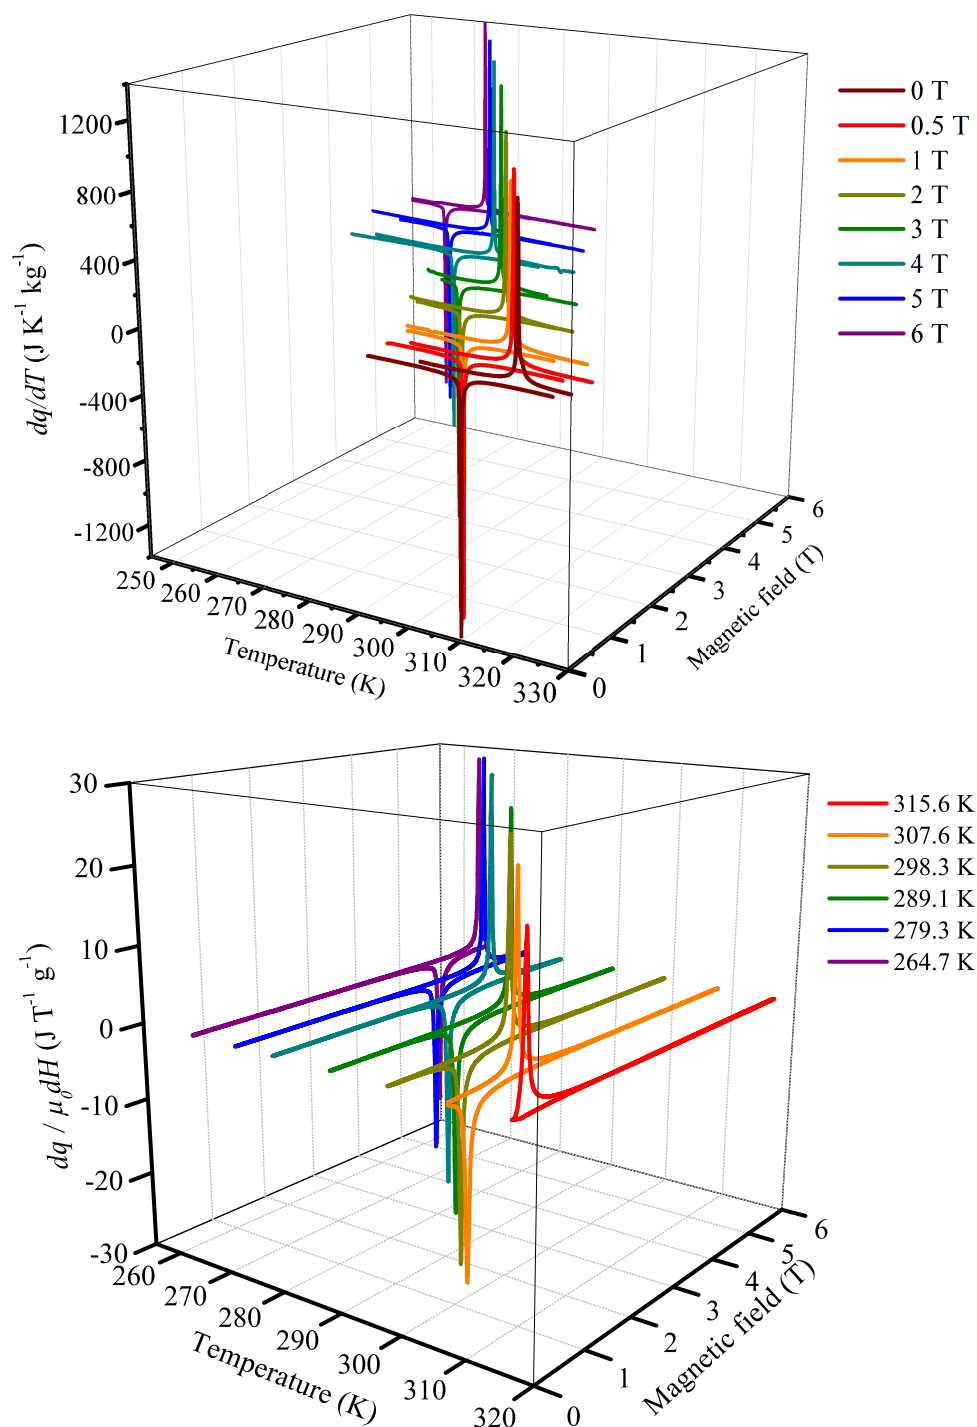 1200
800
400
0
-400
-800
-1200
dq/dT (J K⁻¹ kg⁻¹)
250
260
270
280
290
300
310
320
330
Temperature (K)
0
1
2
3
4
5
6
Magnetic field (T)
0 T
0.5 T
1 T
2 T
3 T
4 T
5 T
6 T
30
20
10
0
-10
-20
-30
dq / μ₀dH (J T⁻¹ g⁻¹)
260
270
280
290
300
310
320
Temperature (K)
0
1
2
3
4
5
6
Magnetic field (T)
315.6 K
307.6 K
298.3 K
289.1 K
279.3 K
264.7 K